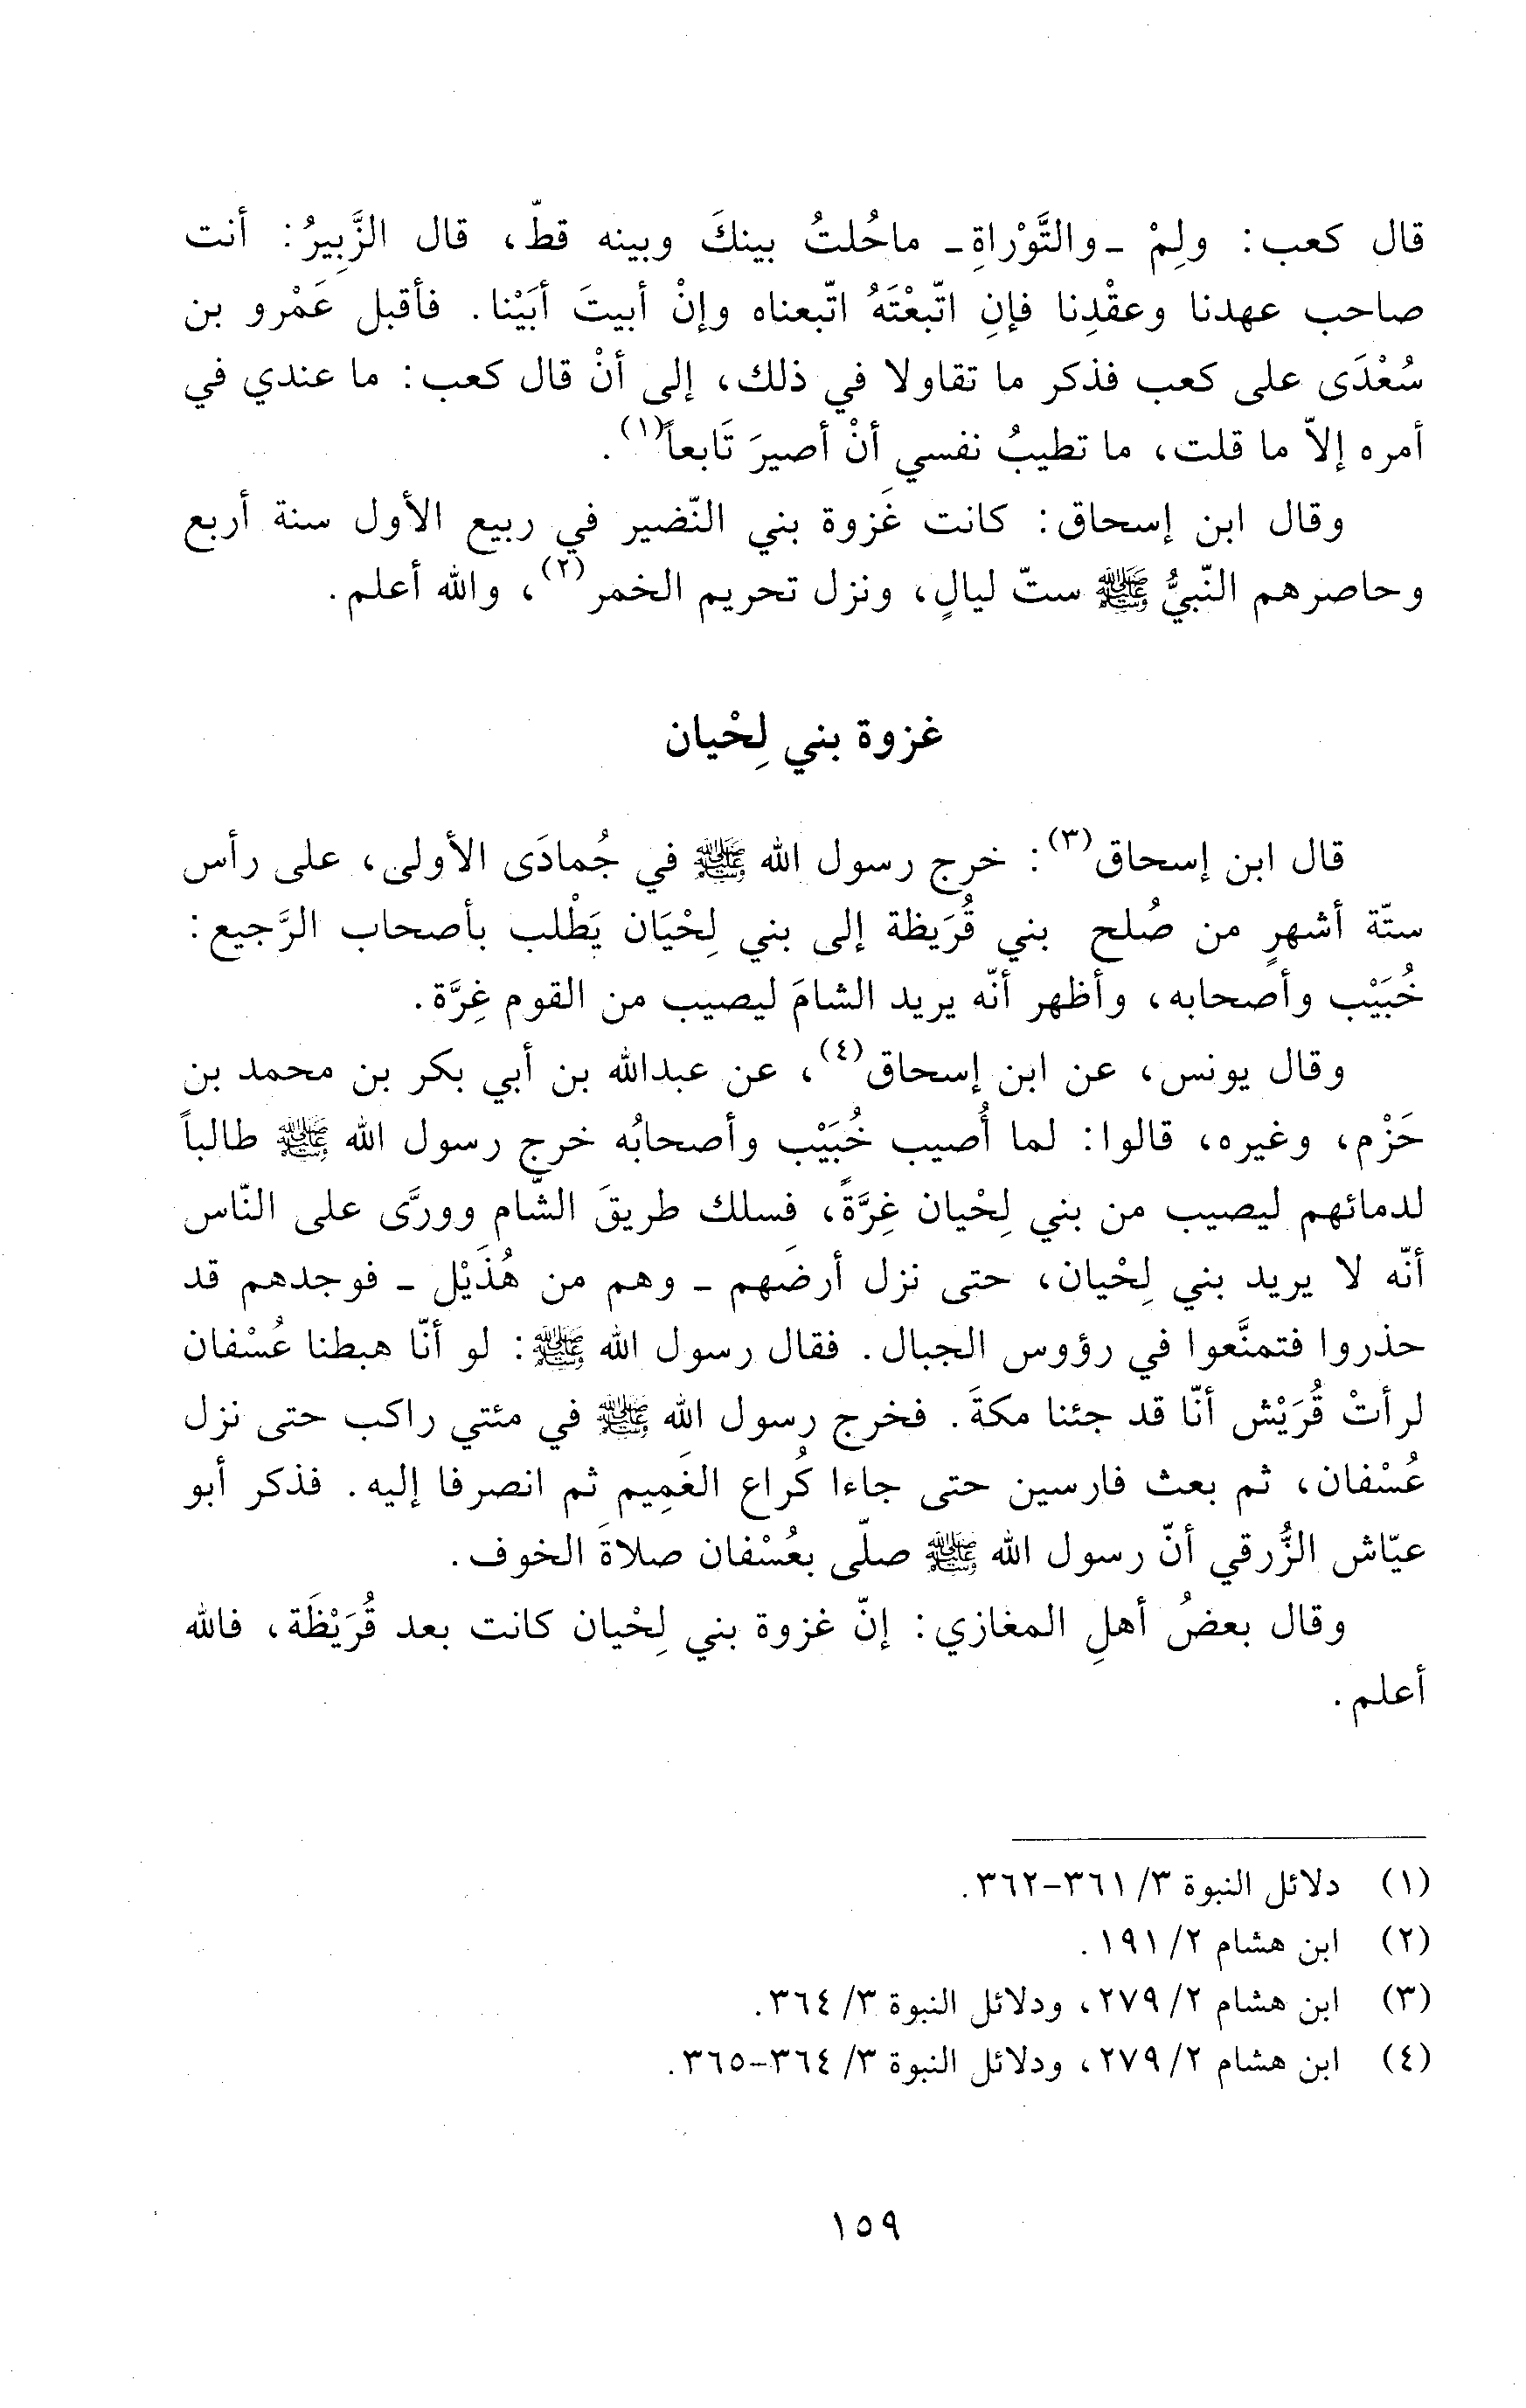 قال كعب: ولِمْ -والتَّوْراةِ- ماحُلتُ بينكَ وبينه قطّ، قال الزَّبِيرُ: أنت
صاحب عهدنا وعقْدِنا فإنِ اتّبعْتَهُ اتّبعناه وإنْ أبيتَ أبَيْنا. فأقبل عَمْرو بن
سُعْدَى على كعب فذكر ما تقاولا في ذلك، إلى أنْ قال كعب: ما عندي في
أمره إلاّ ما قلت، ما تطيبُ نفسي أنْ أصيرَ تَابعاً(١).
وقال ابن إسحاق: كانت غَزوة بني النّضير في ربيع الأول سنة أربع
وحاصرهم النّبيُّ ﷺ ستّ ليالٍ، ونزل تحريم الخمر(٢)، والله أعلم.
غزوة بني لِحْيان
قال ابن إسحاق(٣): خرج رسول الله ﷺ في جُمادَى الأولى، على رأس
ستّة أشهرٍ من صُلح بني قُرَيظة إلى بني لِحْيَان يَطْلب بأصحاب الرَّجيع:
خُبَيْب وأصحابه، وأظهر أنّه يريد الشامَ ليصيب من القوم غِرَّة.
وقال يونس، عن ابن إسحاق(٤)، عن عبدالله بن أبي بكر بن محمد بن
حَزْم، وغيره، قالوا: لما أُصيب خُبَيْب وأصحابُه خرج رسول الله ﷺ طالباً
لدمائهم ليصيب من بني لِحْيان غِرَّةً، فسلك طريقَ الشّام وورَّى على النّاس
أنّه لا يريد بني لِحْيان، حتى نزل أرضَهم - وهم من هُذَيْل - فوجدهم قد
حذروا فتمنَّعوا في رؤوس الجبال. فقال رسول الله ﷺ: لو أنّا هبطنا عُسْفان
لرأتْ قُرَيْش أنّا قد جئنا مكةَ. فخرج رسول الله ﷺ في مئتي راكب حتى نزل
عُسْفان، ثم بعث فارسين حتى جاءا كُراع الغَمِيم ثم انصرفا إليه. فذكر أبو
عيّاش الزُّرقي أنّ رسول الله ﷺ صلّى بعُسْفان صلاةَ الخوف.
وقال بعضُ أهلِ المغازي: إنّ غزوة بني لِحْيان كانت بعد قُرَيْظَة، فالله
أعلم.
(١) دلائل النبوة ٣/ ٣٦١-٣٦٢.
(٢) ابن هشام ٢/ ١٩١.
(٣) ابن هشام ٢/ ٢٧٩، ودلائل النبوة ٣/ ٣٦٤.
(٤) ابن هشام ٢/ ٢٧٩، ودلائل النبوة ٣/ ٣٦٤-٣٦٥.
١٥٩